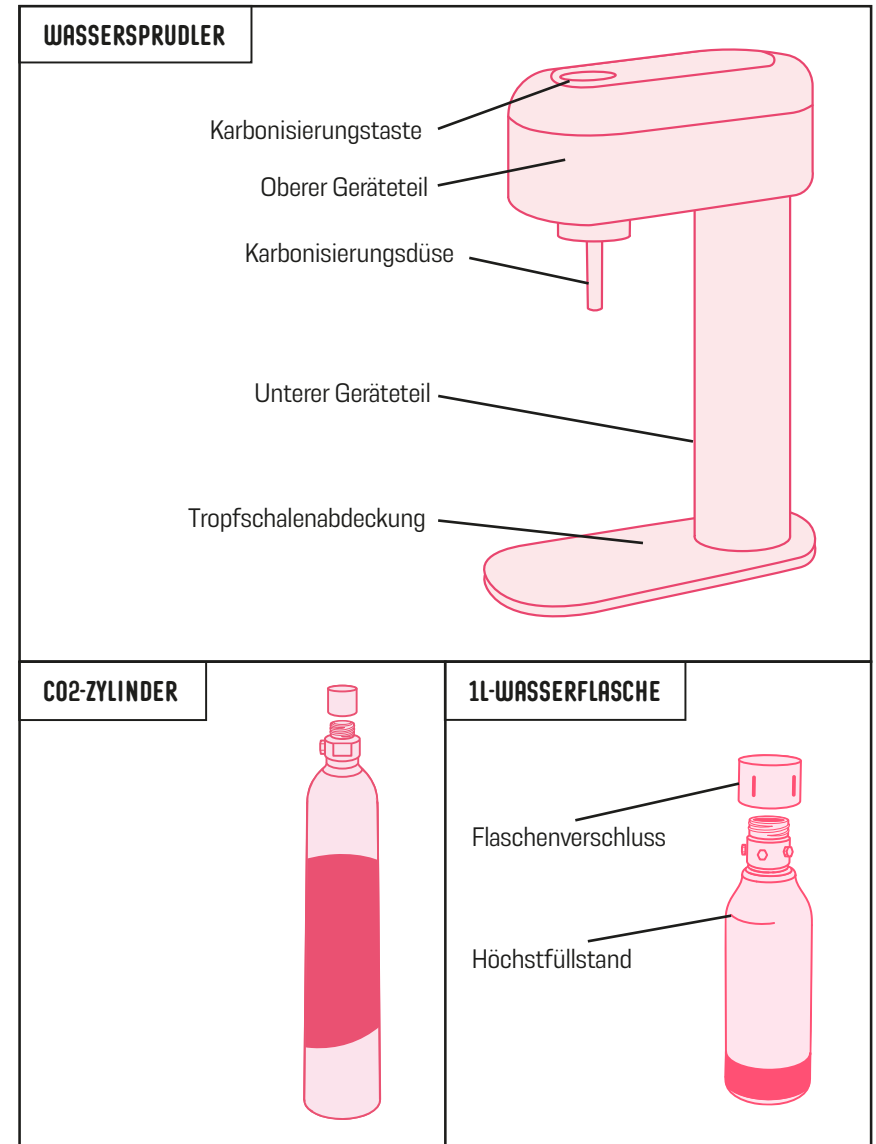 WASSERSPRUDLER
Karbonisierungstaste
Oberer Geräteteil
Karbonisierungsdüse
Unterer Geräteteil
Tropfschalenabdeckung
CO2-ZYLINDER
1L-WASSERFLASCHE
Flaschenverschluss
Höchstfüllstand